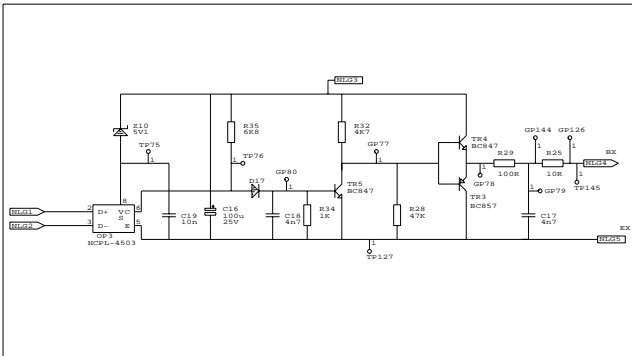 NLG3
Z10
5V1
TP75
1
8
R35
6K8
TP76
1
R32
4K7
GP77
1
TR4
BC847
GP144
1
GP126
1
BX
NLG4
R29
100R
R25
10R
TP145
1
GP78
1
GP79
1
TR3
BC857
D17
GP80
1
TR5
BC847
NLG1
NLG2
2
3
D+
D-
VC
S
E
6
5
OP3
HCPL-4503
C19
10n
C16
100u
25V
C18
4n7
R34
1K
R28
47K
C17
4n7
EX
NLG5
1
TP127